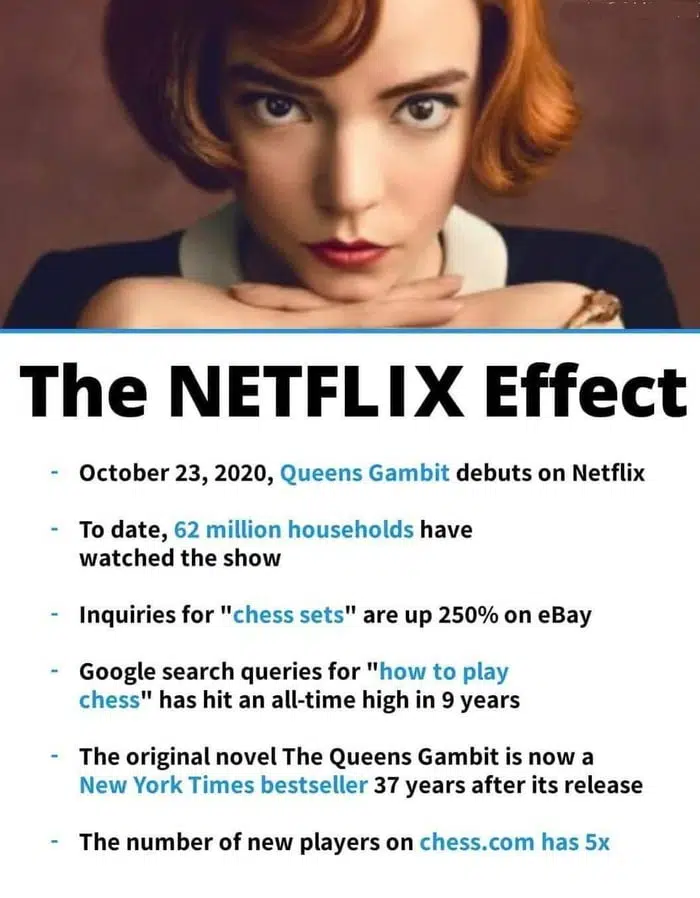 The NETFLIX Effect
- October 23, 2020, Queens Gambit debuts on Netflix
- To date, 62 million households have
watched the show
- Inquiries for "chess sets" are up 250% on eBay
- Google search queries for "how to play
chess" has hit an all-time high in 9 years
- The original novel The Queens Gambit is now a
New York Times bestseller 37 years after its release
- The number of new players on chess.com has 5x